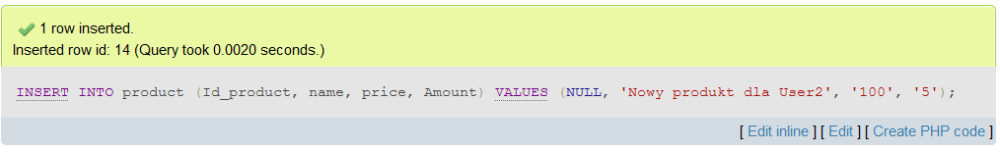 1 row inserted.
Inserted row id: 14 (Query took 0.0020 seconds.)
INSERT INTO product (Id_product, name, price, Amount) VALUES (NULL, 'Nowy produkt dla User2', '100', '5');
[ Edit inline ] [ Edit ] [ Create PHP code ]